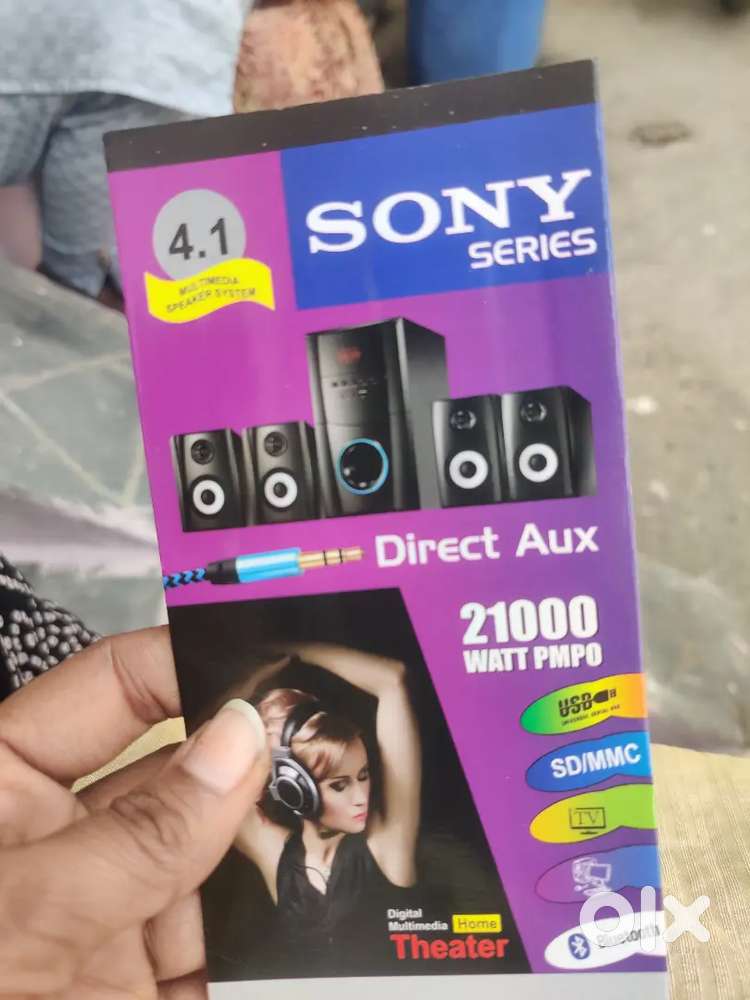 4.1
MULTIMEDIA
SPEAKER SYSTEM
SONY
SERIES
Direct Aux
21000
WATT PMPO
USB
SD/MMC
TV
Bluetooth
Digital
Multimedia Home
Theater
olx